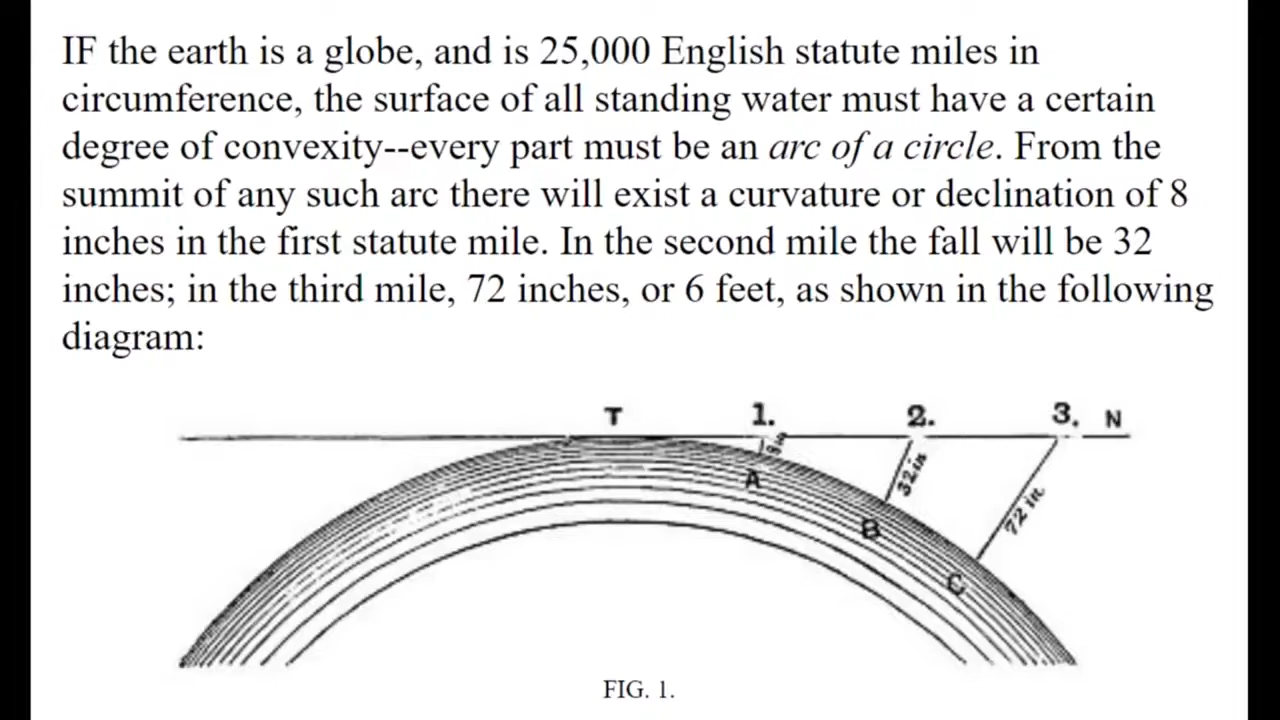 IF the earth is a globe, and is 25,000 English statute miles in
circumference, the surface of all standing water must have a certain
degree of convexity--every part must be an arc of a circle. From the
summit of any such arc there will exist a curvature or declination of 8
inches in the first statute mile. In the second mile the fall will be 32
inches; in the third mile, 72 inches, or 6 feet, as shown in the following
diagram:
T 1. 2. 3. N
8 in
32 in
72 in
A
B
C
FIG. 1.